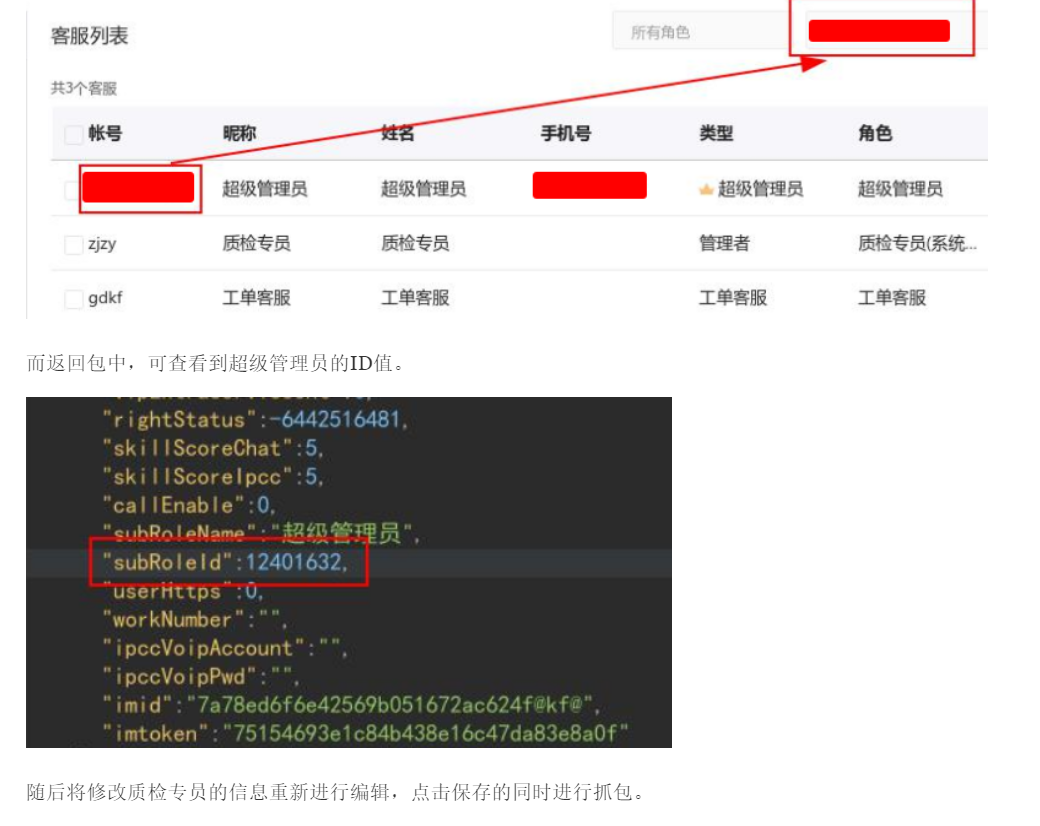 客服列表
所有角色
共3个客服
帐号 昵称 姓名 手机号 类型 角色
超级管理员 超级管理员 超级管理员 超级管理员
zjzy 质检专员 质检专员 管理者 质检专员(系统...
gdkf 工单客服 工单客服 工单客服 工单客服
而返回包中，可查看到超级管理员的ID值。
"rightStatus":-6442516481,
"skillScoreChat":5,
"skillScoreIpcc":5,
"callEnable":0,
"subRoleName":"超级管理员",
"subRoleId":12401632,
"userHttps":0,
"workNumber":"",
"ipccVoipAccount":"",
"ipccVoipPwd":"",
"imid":"7a78ed6f6e42569b051672ac624f@kf@",
"imtoken":"75154693e1c84b438e16c47da83e8a0f"
随后将修改质检专员的信息重新进行编辑，点击保存的同时进行抓包。